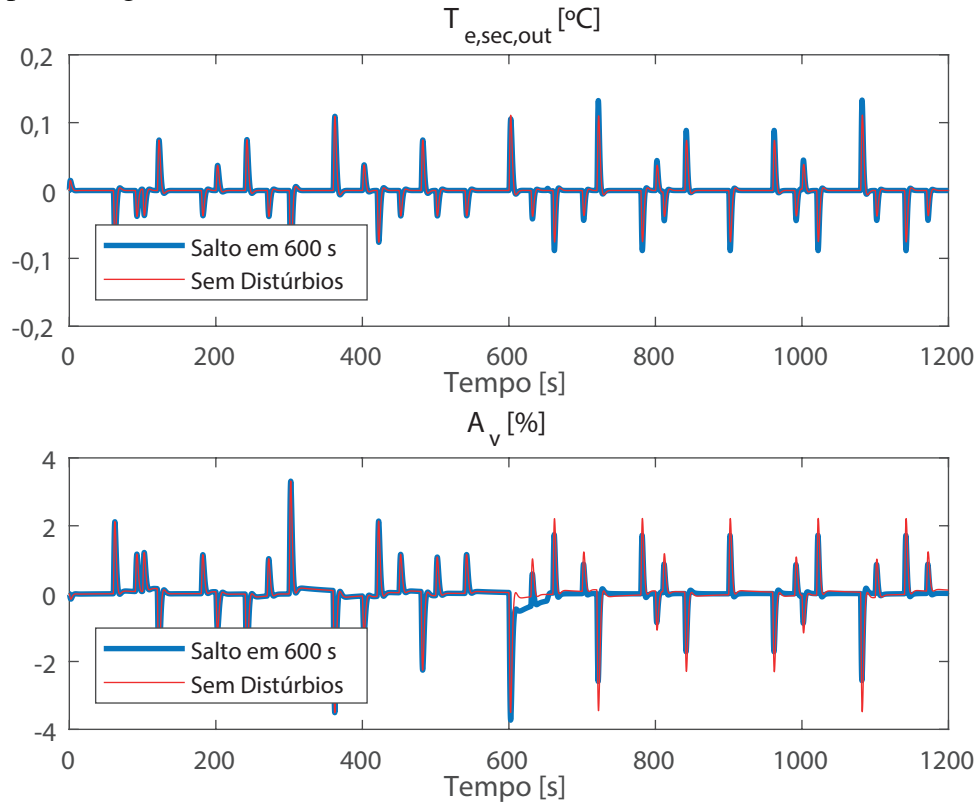 T e,sec,out [ºC]
0,2
0,1
0
-0,1
-0,2
Salto em 600 s
Sem Distúrbios
0 200 400 600 800 1000 1200
Tempo [s]
A v [%]
4
2
0
-2
-4
Salto em 600 s
Sem Distúrbios
0 200 400 600 800 1000 1200
Tempo [s]